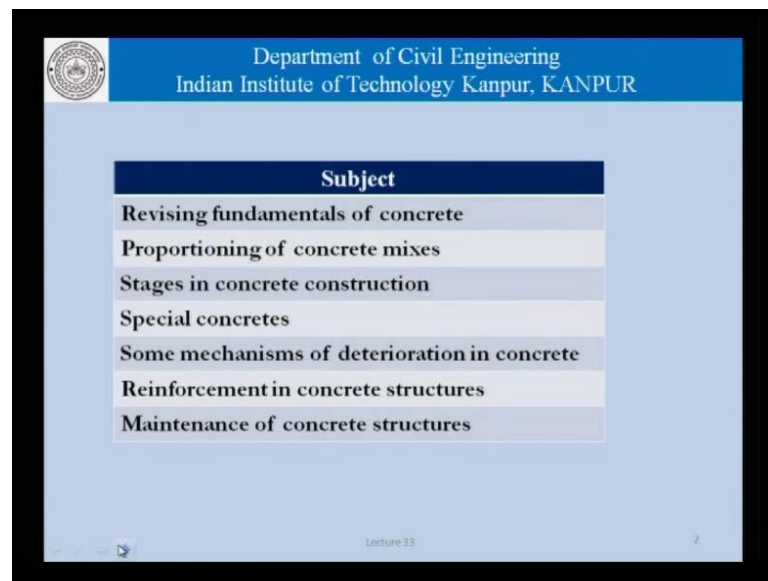 Department of Civil Engineering
Indian Institute of Technology Kanpur, KANPUR
Subject
Revising fundamentals of concrete
Proportioning of concrete mixes
Stages in concrete construction
Special concretes
Some mechanisms of deterioration in concrete
Reinforcement in concrete structures
Maintenance of concrete structures
Lecture 33
2